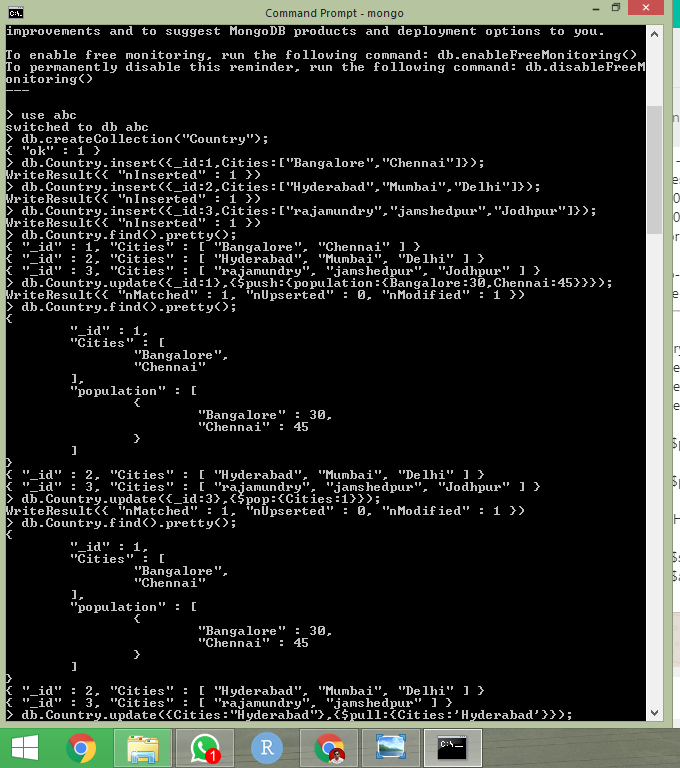 Command Prompt - mongo
improvements and to suggest MongoDB products and deployment options to you.
To enable free monitoring, run the following command: db.enableFreeMonitoring()
To permanently disable this reminder, run the following command: db.disableFreeM
onitoring()
---
> use abc
switched to db abc
> db.createCollection("Country");
{ "ok" : 1 }
> db.Country.insert({_id:1,Cities:["Bangalore","Chennai"]});
WriteResult({ "nInserted" : 1 })
> db.Country.insert({_id:2,Cities:["Hyderabad","Mumbai","Delhi"]});
WriteResult({ "nInserted" : 1 })
> db.Country.insert({_id:3,Cities:["rajamundry","jamshedpur","Jodhpur"]});
WriteResult({ "nInserted" : 1 })
> db.Country.find().pretty();
{ "_id" : 1, "Cities" : [ "Bangalore", "Chennai" ] }
{ "_id" : 2, "Cities" : [ "Hyderabad", "Mumbai", "Delhi" ] }
{ "_id" : 3, "Cities" : [ "rajamundry", "jamshedpur", "Jodhpur" ] }
> db.Country.update({_id:1},{$push:{population:{Bangalore:30,Chennai:45}}});
WriteResult({ "nMatched" : 1, "nUpserted" : 0, "nModified" : 1 })
> db.Country.find().pretty();
{
"_id" : 1,
"Cities" : [
"Bangalore",
"Chennai"
],
"population" : [
{
"Bangalore" : 30,
"Chennai" : 45
}
]
}
{ "_id" : 2, "Cities" : [ "Hyderabad", "Mumbai", "Delhi" ] }
{ "_id" : 3, "Cities" : [ "rajamundry", "jamshedpur", "Jodhpur" ] }
> db.Country.update({_id:3},{$pop:{Cities:1}});
WriteResult({ "nMatched" : 1, "nUpserted" : 0, "nModified" : 1 })
> db.Country.find().pretty();
{
"_id" : 1,
"Cities" : [
"Bangalore",
"Chennai"
],
"population" : [
{
"Bangalore" : 30,
"Chennai" : 45
}
]
}
{ "_id" : 2, "Cities" : [ "Hyderabad", "Mumbai", "Delhi" ] }
{ "_id" : 3, "Cities" : [ "rajamundry", "jamshedpur" ] }
> db.Country.update({Cities:"Hyderabad"},{$pull:{Cities:'Hyderabad'}});
1
R
C:\.